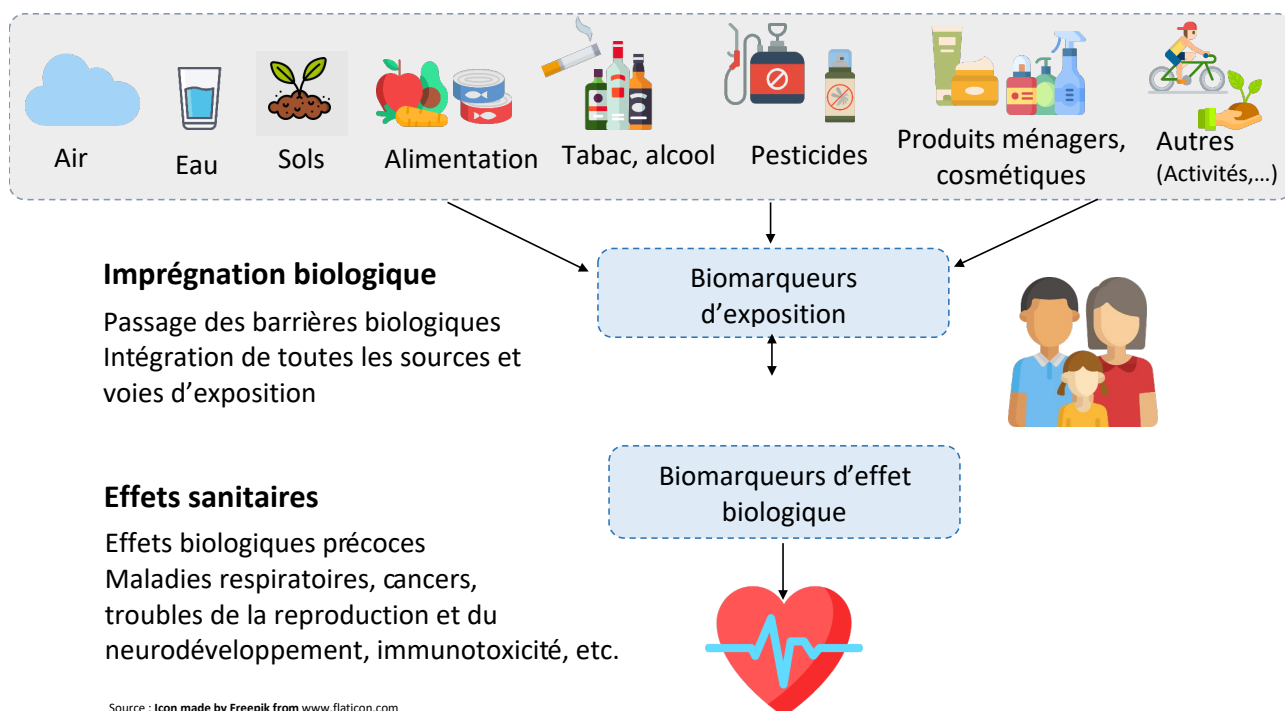 Air
Eau
Sols
Alimentation
Tabac, alcool
Pesticides
Produits ménagers,
cosmétiques
Autres
(Activités,...)
Imprégnation biologique
Passage des barrières biologiques
Intégration de toutes les sources et
voies d’exposition
Biomarqueurs
d’exposition
Biomarqueurs d’effet
biologique
Effets sanitaires
Effets biologiques précoces
Maladies respiratoires, cancers,
troubles de la reproduction et du
neurodéveloppement, immunotoxicité, etc.
Source : Icon made by Freepik from www.flaticon.com